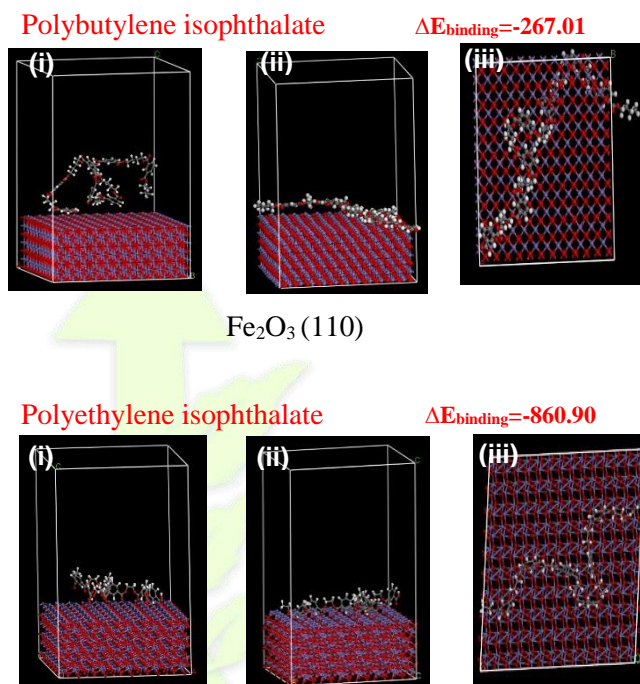 Polybutylene isophthalate ΔEbinding=-267.01
(i) (ii) (iii)
Fe2O3 (110)
Polyethylene isophthalate ΔEbinding=-860.90
(i) (ii) (iii)